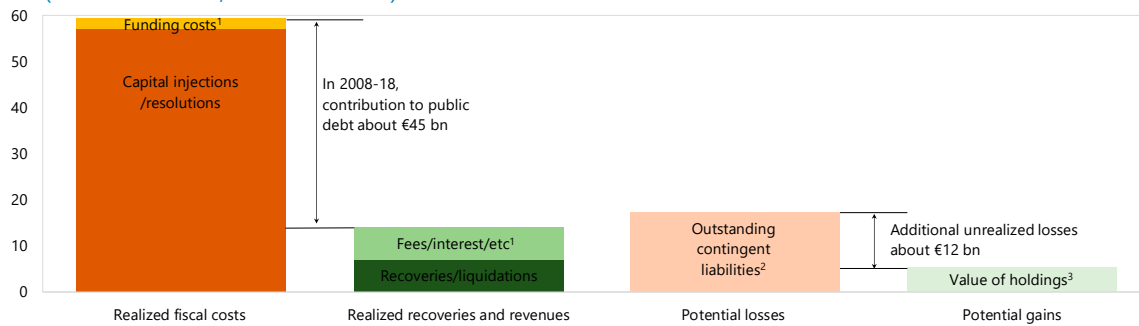 60
50
40
30
20
10
0
Funding costs¹
Capital injections
/resolutions
In 2008-18,
contribution to public
debt about €45 bn
Fees/interest/etc¹
Recoveries/liquidations
Outstanding
contingent
liabilities²
Additional unrealized losses
about €12 bn
Value of holdings³
Realized fiscal costs
Realized recoveries and revenues
Potential losses
Potential gains